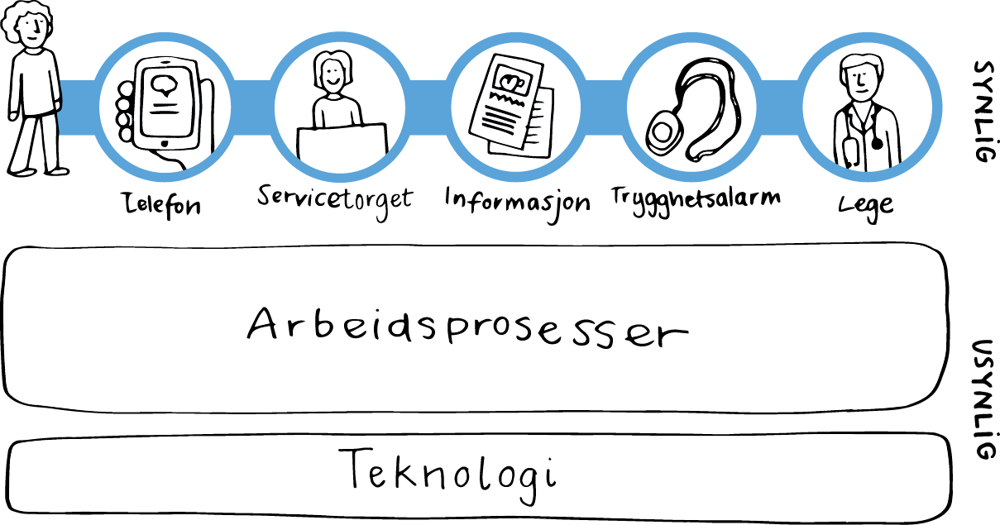 SYNLIG
Telefon
Servicetorget
Informasjon
Trygghetsalarm
Lege
Arbeidsprosesser
USYNLIG
Teknologi